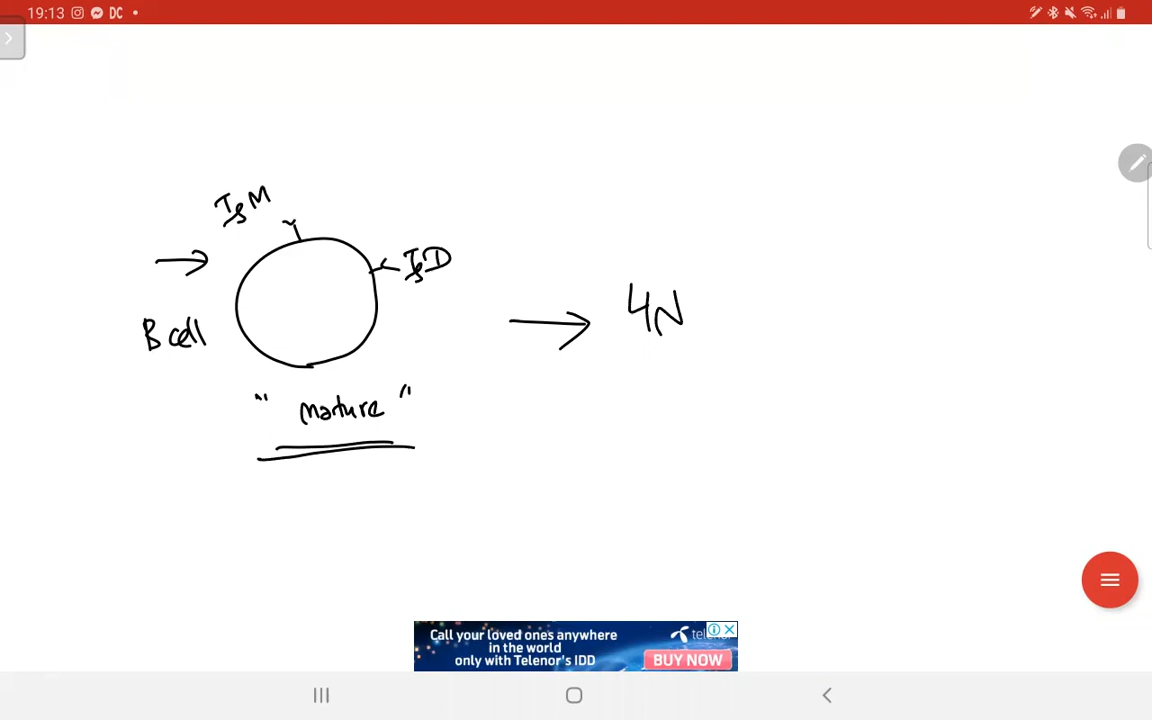 19:13 DC
IgM
IgD
B cell
4N
" mature "
Call your loved ones anywhere
in the world
only with Telenor's IDD
BUY NOW